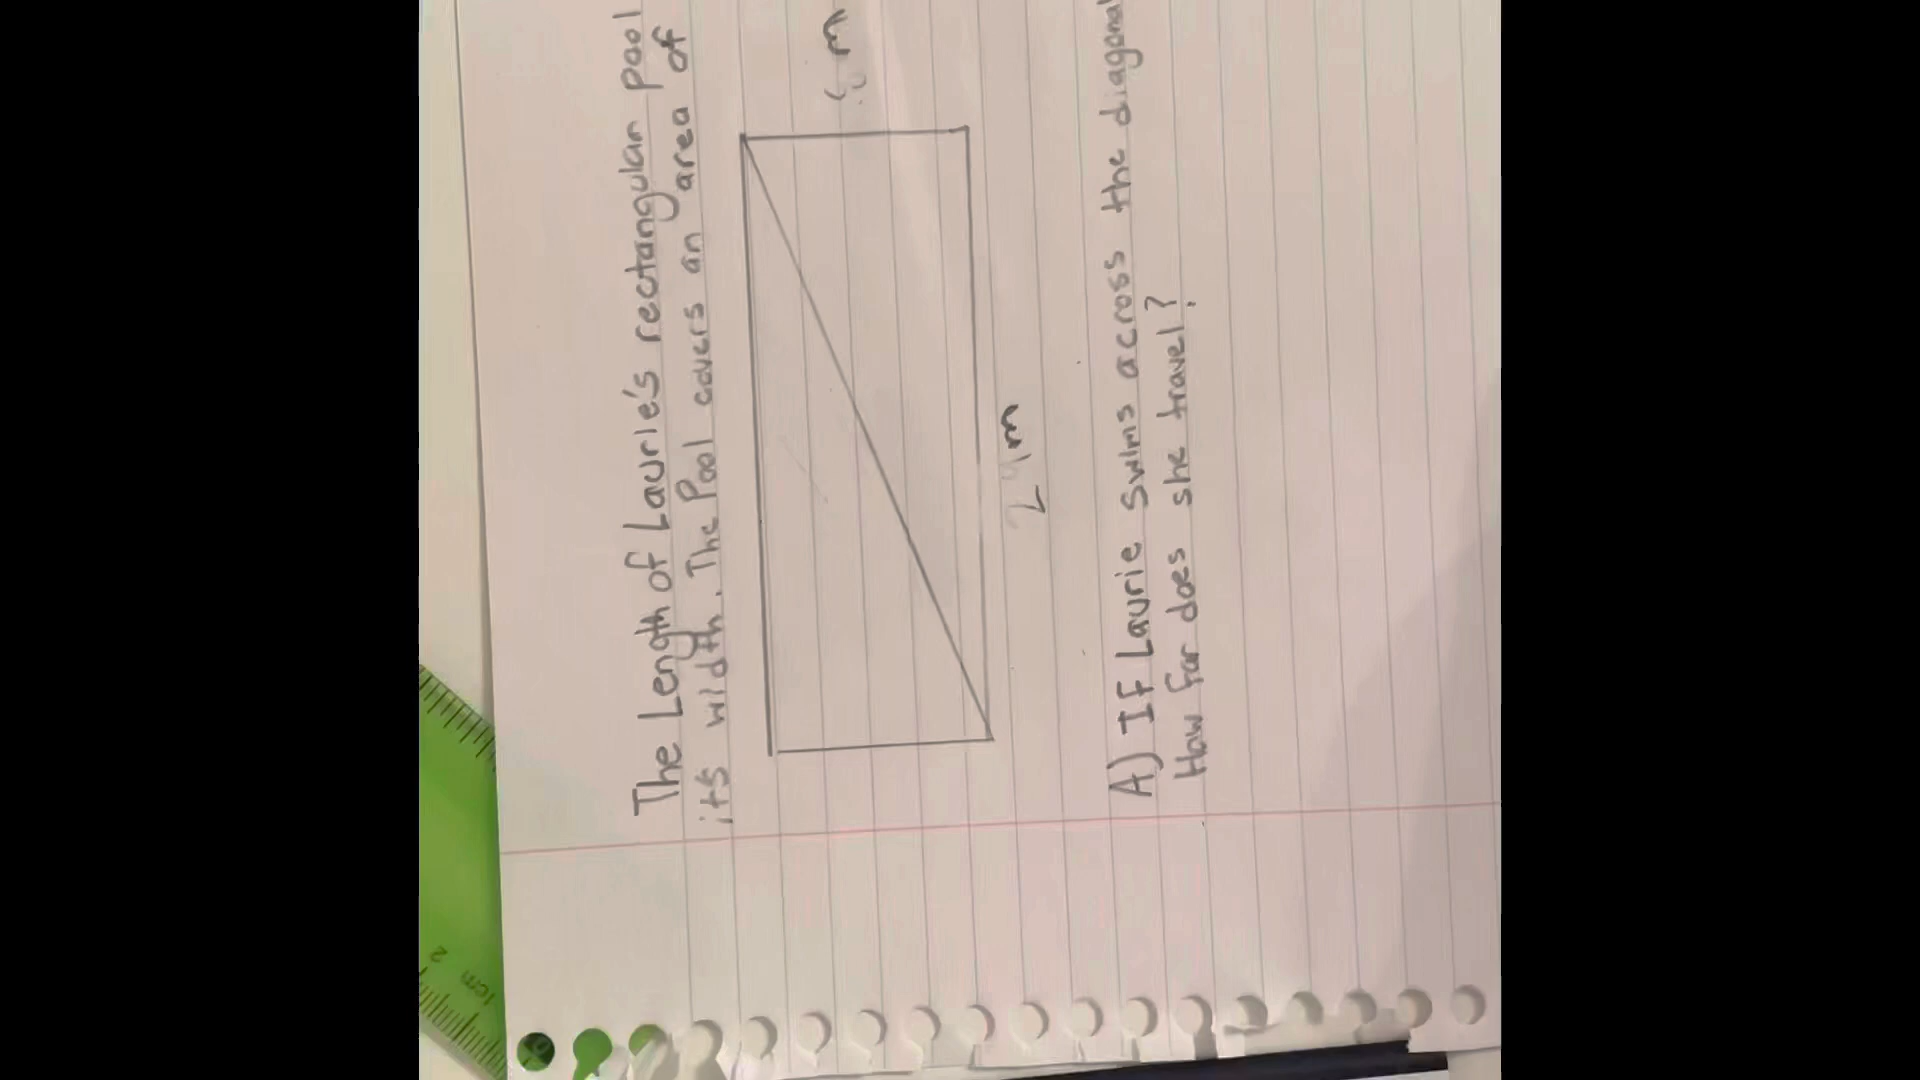 The Length of Laurie's rectangular pool
its width. The Pool covers an area of
m
m
A) IF Laurie swims across the diagonal
How far does she travel?
2
1cm